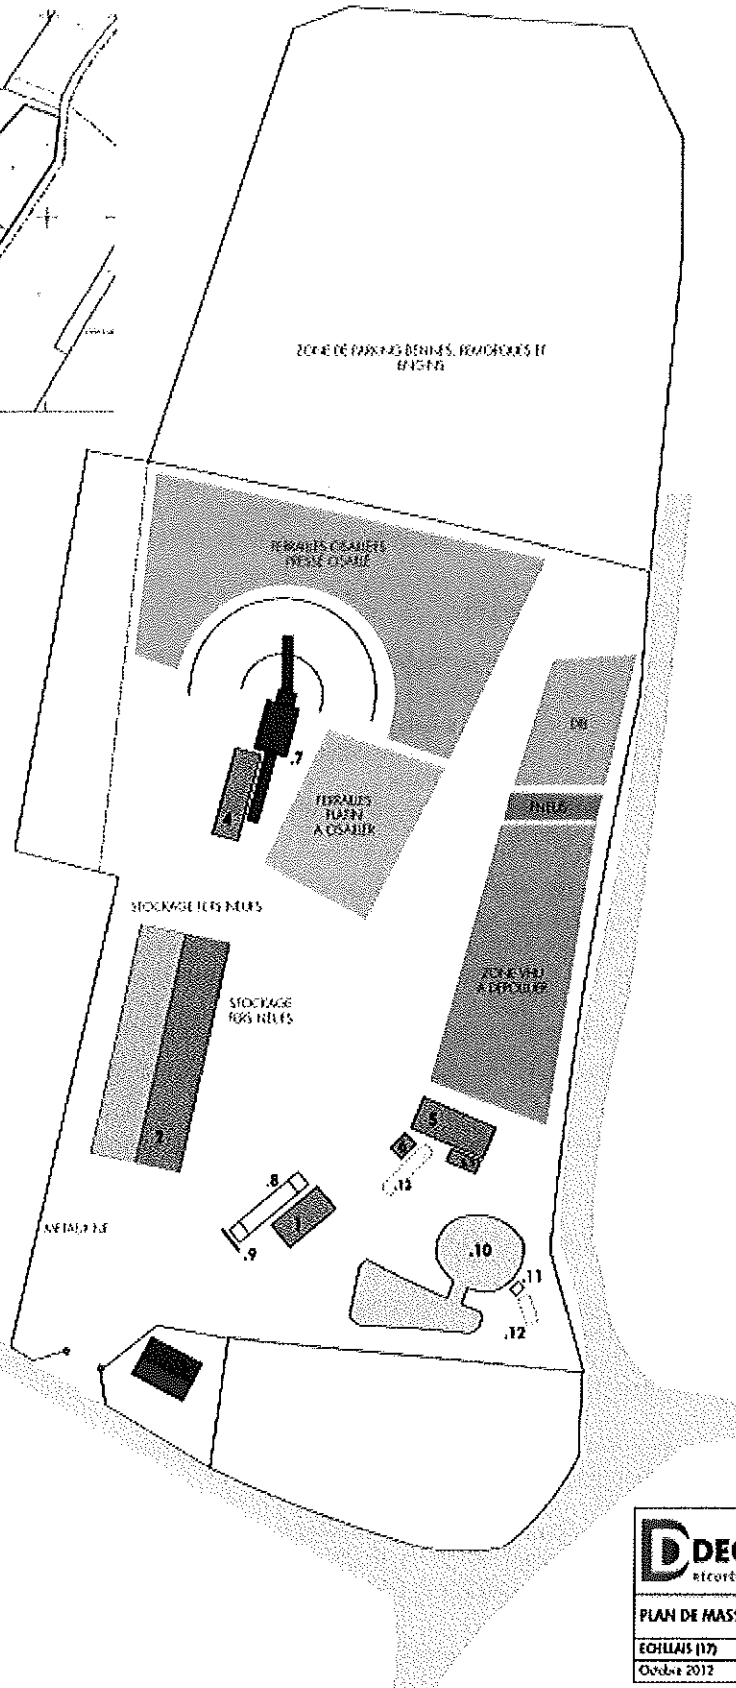 ZONE DE PARKING BENNES, REMORQUES ET
ENGINS
FERRAILLES CISAILLEES
PRESSE CISAILLE
DIB
.7
PNEUS
FERRAILLES
PLATIN
A CISAILLER
4
STOCKAGE FERS NEUFS
ZONE VHU
A DEPOLLUER
STOCKAGE
FERS NEUFS
5
2
.13
.8
1
.10
.9
.11
.12
DEC
PLAN DE MASS
ECHILLAIS (17)
Octobre 2012